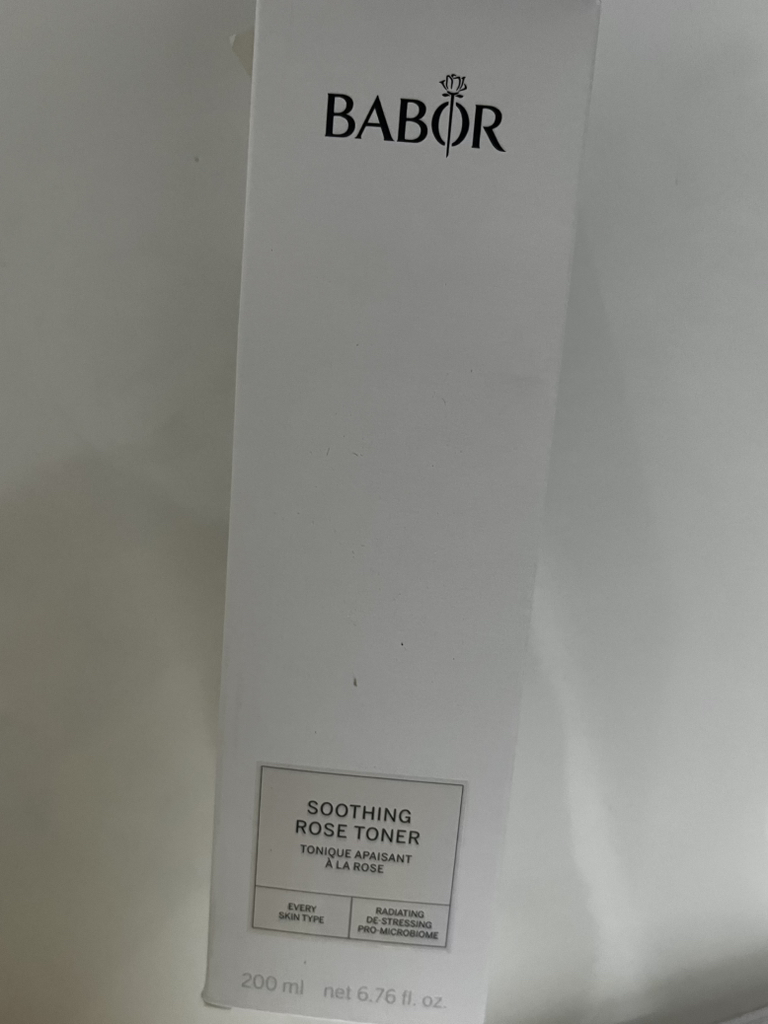 BABOR
SOOTHING
ROSE TONER
TONIQUE APAISANT
À LA ROSE
EVERY
SKIN TYPE
RADIATING
DE-STRESSING
PRO-MICROBIOME
200 ml net 6.76 fl. oz.